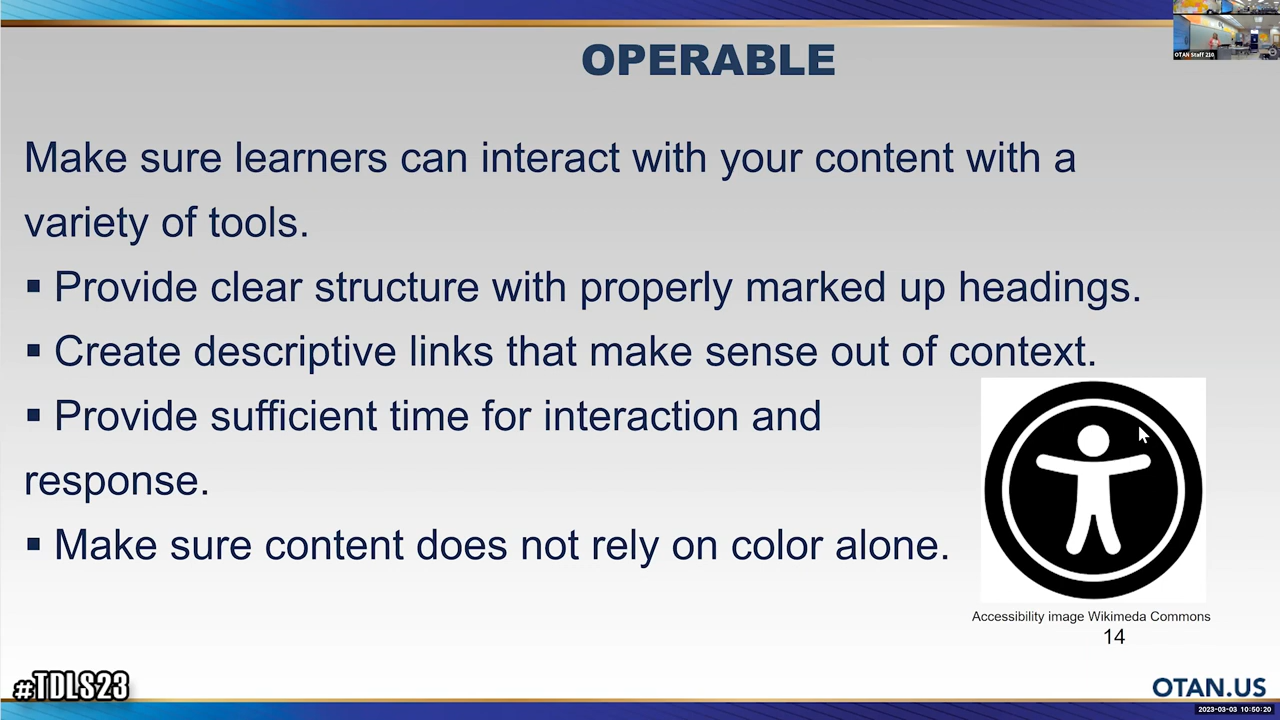 OPERABLE
OTAN Staff 210
Make sure learners can interact with your content with a
variety of tools.
▪ Provide clear structure with properly marked up headings.
▪ Create descriptive links that make sense out of context.
▪ Provide sufficient time for interaction and
response.
▪ Make sure content does not rely on color alone.
Accessibility image Wikimeda Commons
14
#TDLS23
OTAN.US
2023-03-03 10:50:20